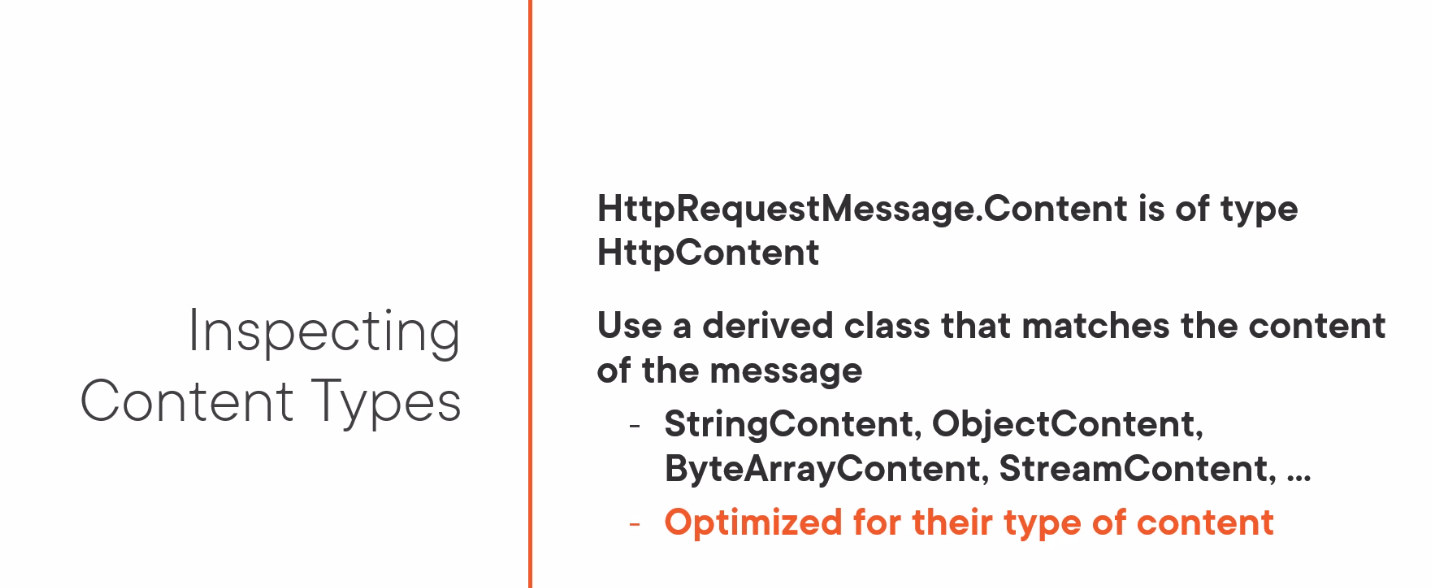 Inspecting
Content Types
HttpRequestMessage.Content is of type
HttpContent
Use a derived class that matches the content
of the message
- StringContent, ObjectContent,
ByteArrayContent, StreamContent, ...
- Optimized for their type of content